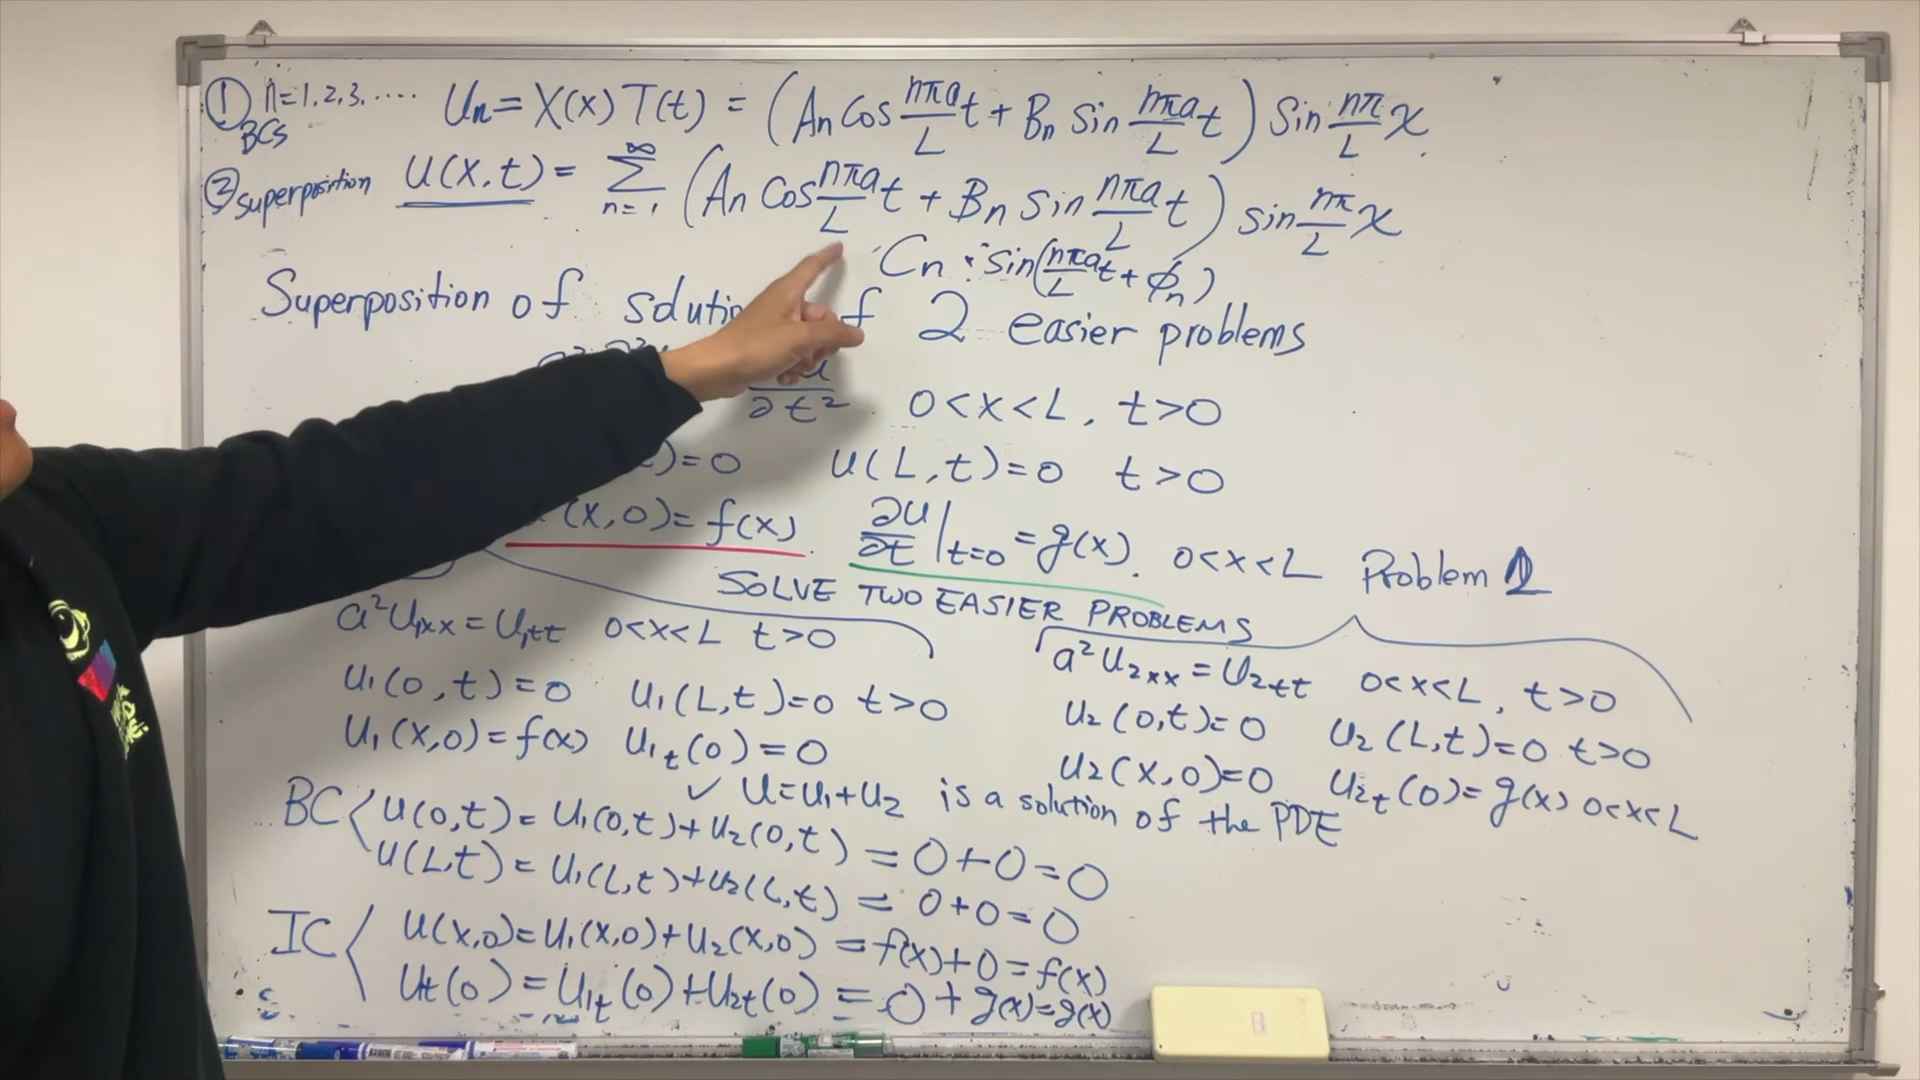 ① n=1,2,3,.... Un = X(x) T(t) = (An Cos nπa/L t + Bn Sin nπa/L t) Sin nπ/L x.
BCs
② superposition U(x,t) = ∑_{n=1}^{∞} (An Cos nπa/L t + Bn Sin nπa/L t) sin nπ/L x
Cn · sin(nπa/L t + ϕn)
Superposition of 2 easier problems
∂t² 0<x<L, t>0
)=0 u(L,t)=0 t>0
(x,0)= f(x). ∂u/∂t |t=0 = g(x). 0<x<L Problem 1
SOLVE TWO EASIER PROBLEMS
a²U1xx = U1tt 0<x<L t>0
U1(0,t)=0 U1(L,t)=0 t>0
U1(x,0)=f(x) U1t(0)=0
a²U2xx = U2tt 0<x<L, t>0
U2(0,t)=0 U2(L,t)=0 t>0
U2(x,0)=0 U2t(0)=g(x) 0<x<L
✓ U=U1+U2 is a solution of the PDE
BC U(0,t)= U1(0,t)+U2(0,t) = 0+0=0
U(L,t)= U1(L,t)+U2(L,t) = 0+0=0
IC U(x,0)=U1(x,0)+U2(x,0) =f(x)+0=f(x)
Ut(0)=U1t(0)+U2t(0) = 0+g(x)=g(x)